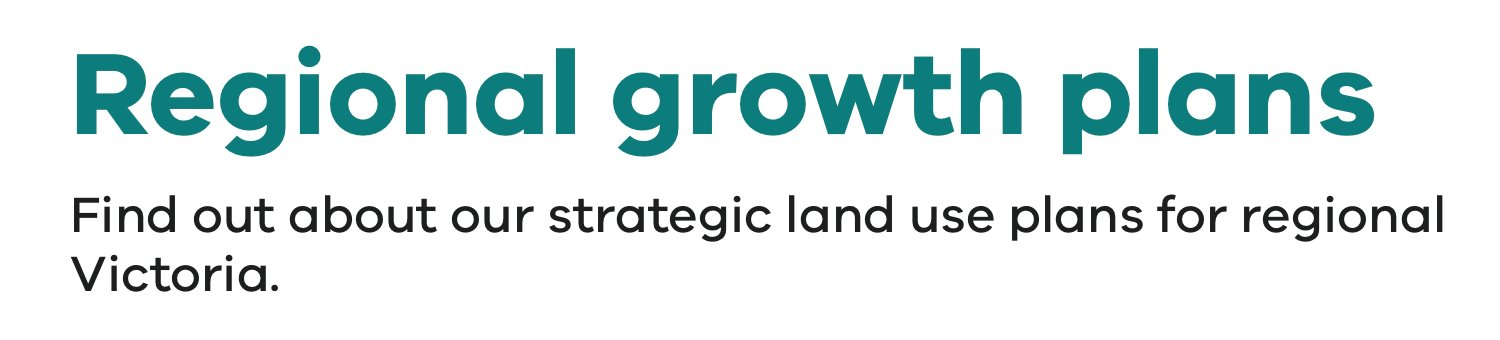 Regional growth plans
Find out about our strategic land use plans for regional
Victoria.